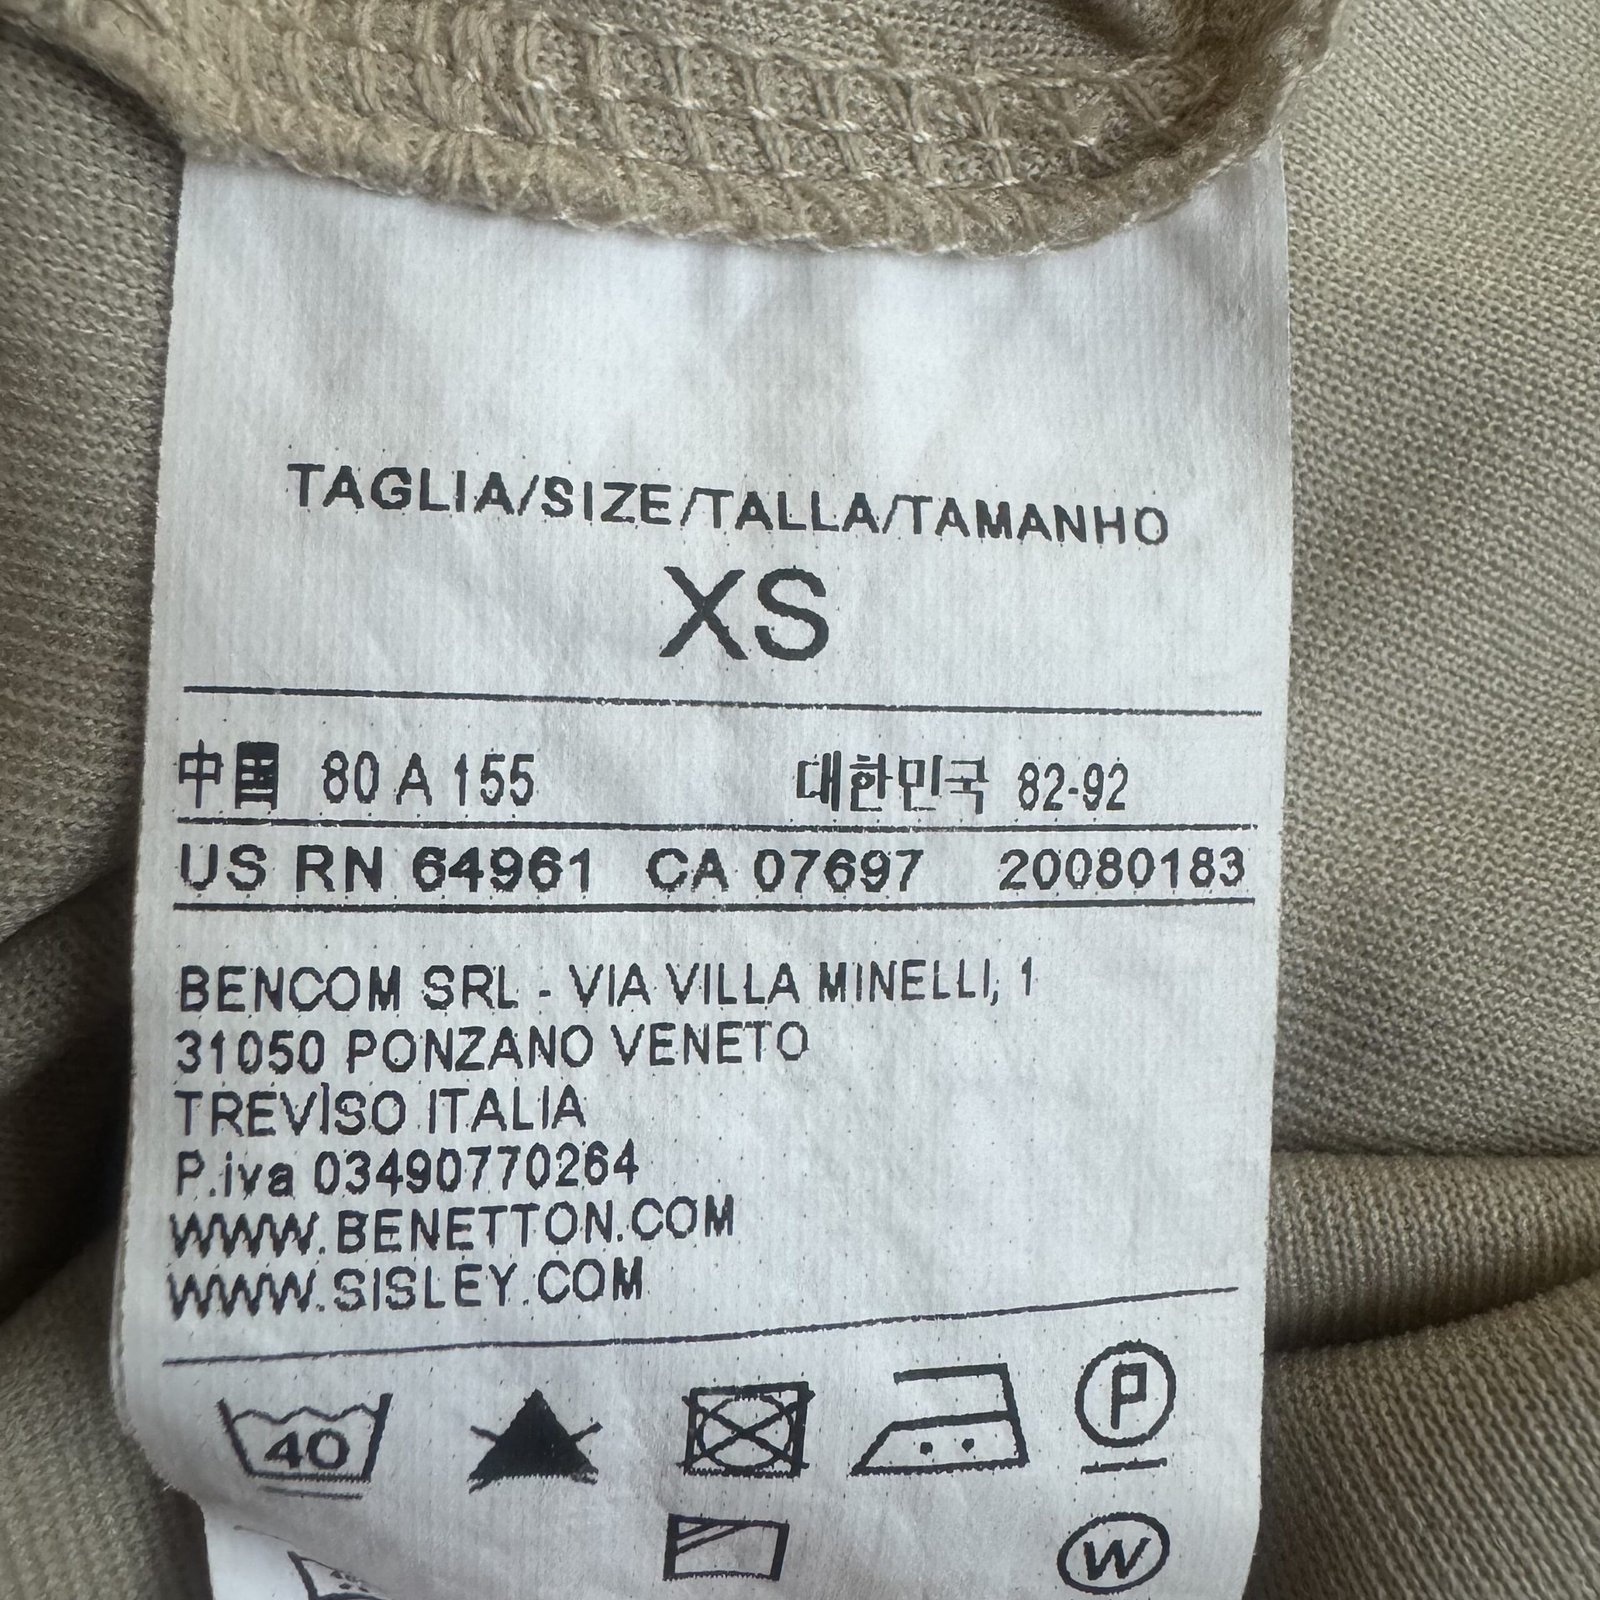 TAGLIA/SIZE/TALLA/TAMANHO
XS
中国 80 A 155 대한민국 82-92
US RN 64961 CA 07697 20080183
BENCOM SRL - VIA VILLA MINELLI, 1
31050 PONZANO VENETO
TREVISO ITALIA
P.iva 03490770264
WWW.BENETTON.COM
WWW.SISLEY.COM
40 P
W